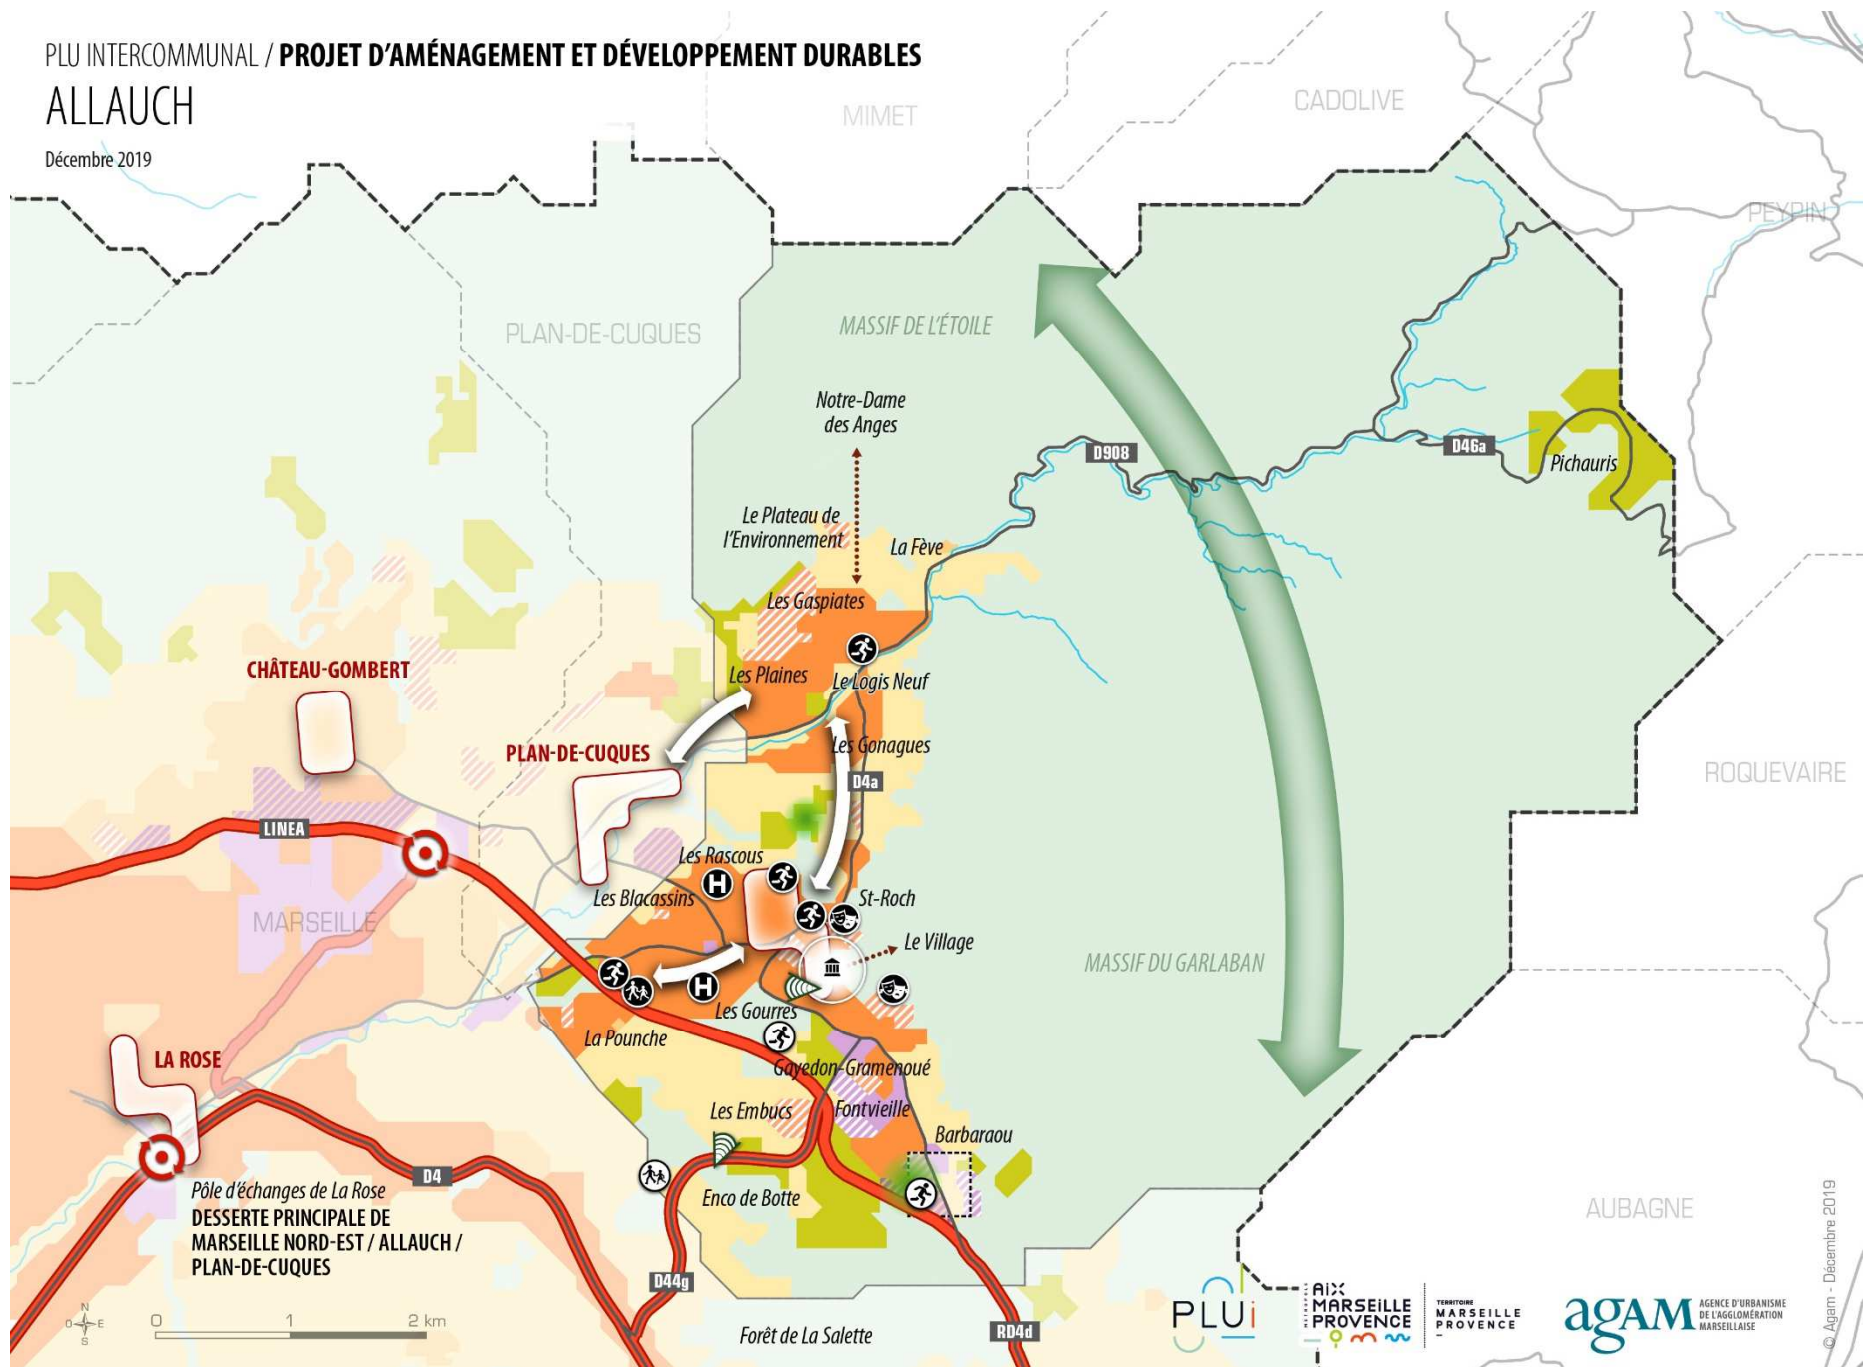 PLU INTERCOMMUNAL / PROJET D'AMÉNAGEMENT ET DÉVELOPPEMENT DURABLES
ALLAUCH
Décembre 2019
MIMET
CADOLIVE
PEYPIN
PLAN-DE-CUQUES
MASSIF DE L'ÉTOILE
Notre-Dame
des Anges
D908
D46a
Pichauris
Le Plateau de
l'Environnement
La Fève
Les Gaspiates
CHÂTEAU-GOMBERT
Les Plaines
Le Logis Neuf
PLAN-DE-CUQUES
Les Gonagues
D4a
ROQUEVAIRE
LINEA
Les Rascous
H
Les Blacassins
St-Roch
MARSEILLE
Le Village
MASSIF DU GARLABAN
H
Les Gourres
La Pounche
LA ROSE
Gavedon-Gramenoué
Les Embucs
Fontvieille
Barbaraou
D4
Pôle d'échanges de La Rose
DESSERTE PRINCIPALE DE
MARSEILLE NORD-EST / ALLAUCH /
PLAN-DE-CUQUES
Enco de Botte
AUBAGNE
D44g
N
O E
S
0 1 2 km
Forêt de La Salette
RD4d
PLUi
MÉTROPOLE
AiX
MARSEiLLE
PROVENCE
TERRITOIRE
MARSEILLE
PROVENCE
agAM
AGENCE D'URBANISME
DE L'AGGLOMÉRATION
MARSEILLAISE
© Agam - Décembre 2019